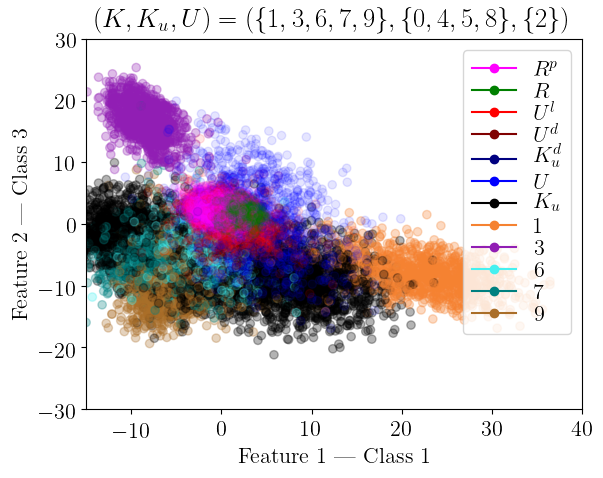 (K, K_u, U) = ({1, 3, 6, 7, 9}, {0, 4, 5, 8}, {2})
30
20
10
0
−10
−20
−30
Feature 2 — Class 3
R^p
R
U^l
U^d
K_u^d
U
K_u
1
3
6
7
9
−10
0
10
20
30
40
Feature 1 — Class 1